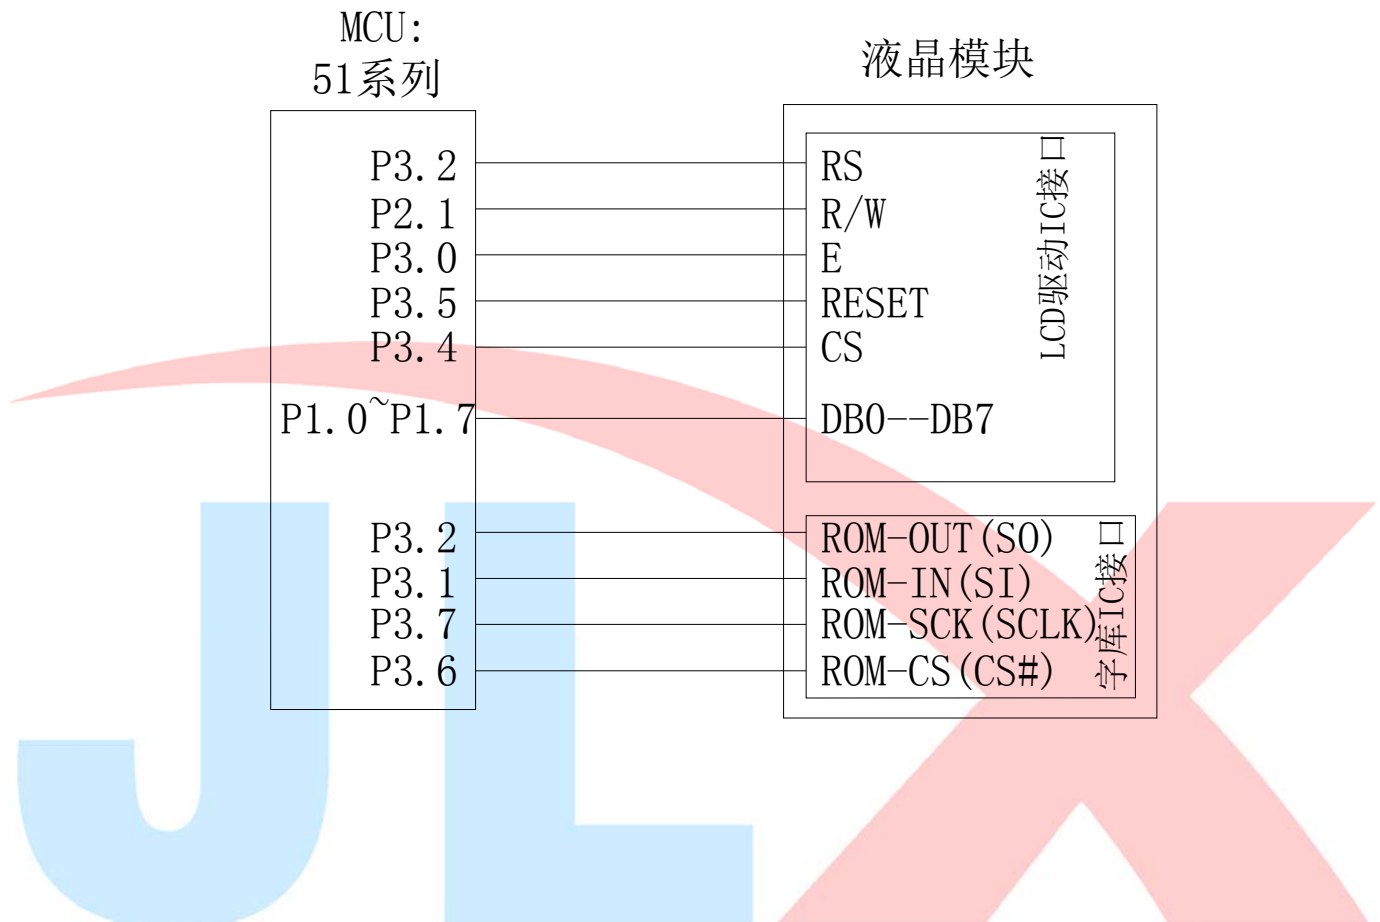 MCU:
51系列
液晶模块
P3.2
RS
P2.1
R/W
P3.0
E
P3.5
RESET
P3.4
CS
P1.0~P1.7
DB0--DB7
LCD驱动IC接口
P3.2
ROM-OUT(SO)
P3.1
ROM-IN(SI)
P3.7
ROM-SCK(SCLK)
P3.6
ROM-CS(CS#)
字库IC接口
JLX